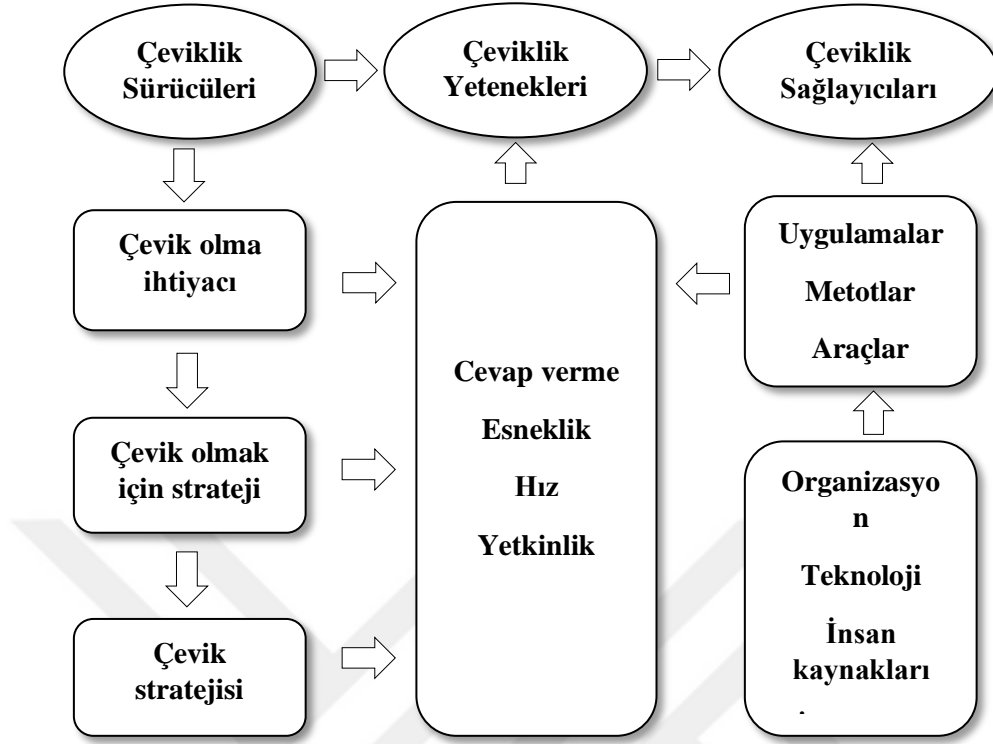 Çeviklik
Sürücüleri
Çeviklik
Yetenekleri
Çeviklik
Sağlayıcıları
Çevik olma
ihtiyacı
Çevik olmak
için strateji
Çevik
stratejisi
Cevap verme
Esneklik
Hız
Yetkinlik
Uygulamalar
Metotlar
Araçlar
Organizasyo
n
Teknoloji
İnsan
kaynakları